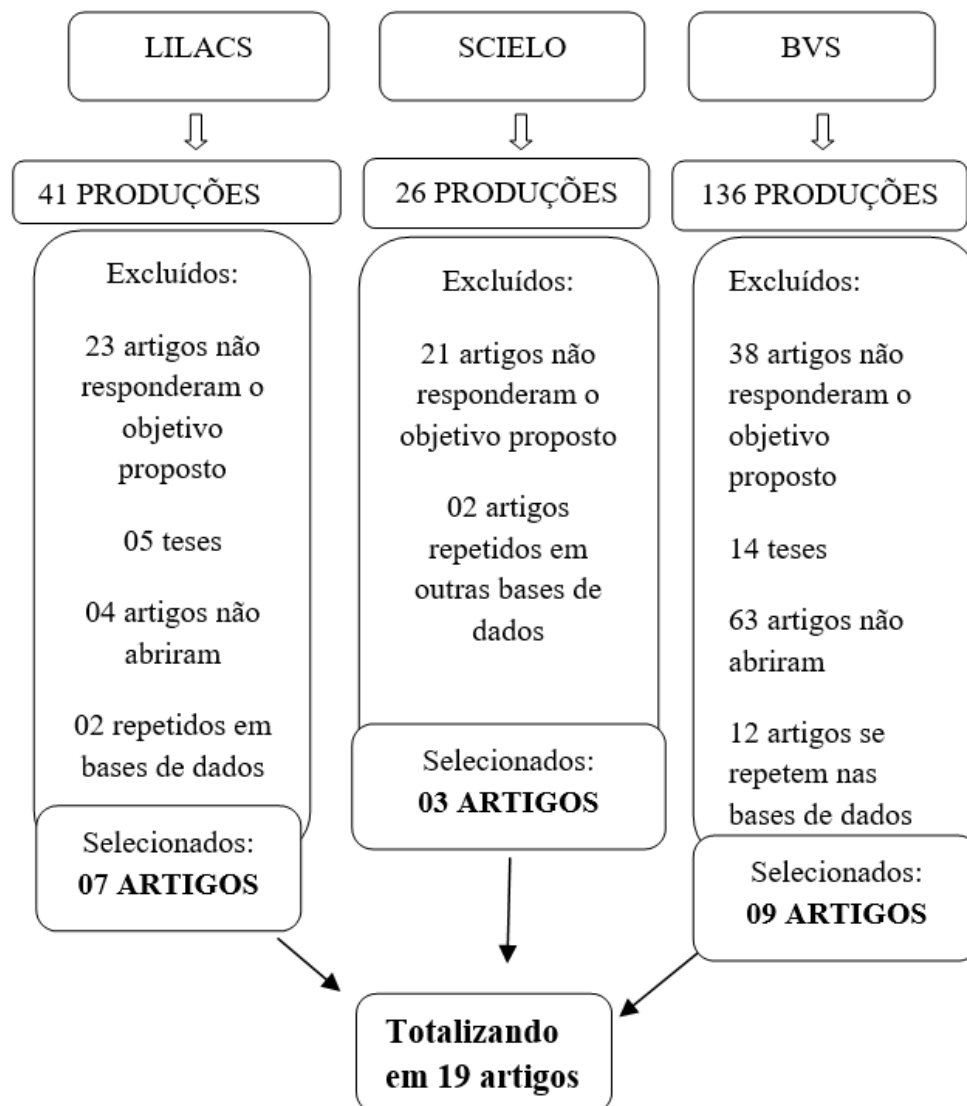 LILACS
41 PRODUÇÕES
Excluídos:
23 artigos não
responderam o
objetivo
proposto
05 teses
04 artigos não
abriram
02 repetidos em
bases de dados
Selecionados:
07 ARTIGOS
SCIELO
26 PRODUÇÕES
Excluídos:
21 artigos não
responderam o
objetivo proposto
02 artigos
repetidos em
outras bases de
dados
Selecionados:
03 ARTIGOS
BVS
136 PRODUÇÕES
Excluídos:
38 artigos não
responderam o
objetivo
proposto
14 teses
63 artigos não
abriram
12 artigos se
repetem nas
bases de dados
Selecionados:
09 ARTIGOS
Totalizando
em 19 artigos